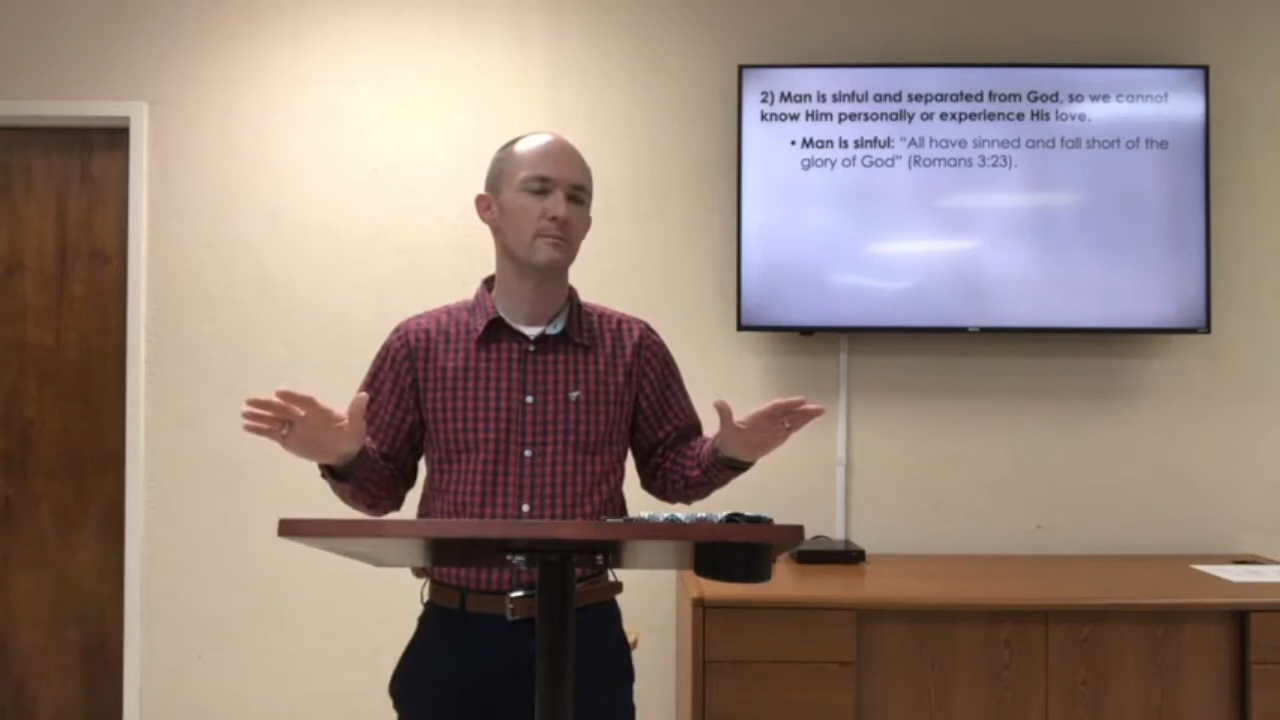 2) Man is sinful and separated from God, so we cannot
know Him personally or experience His love.
• Man is sinful: “All have sinned and fall short of the
glory of God” (Romans 3:23).